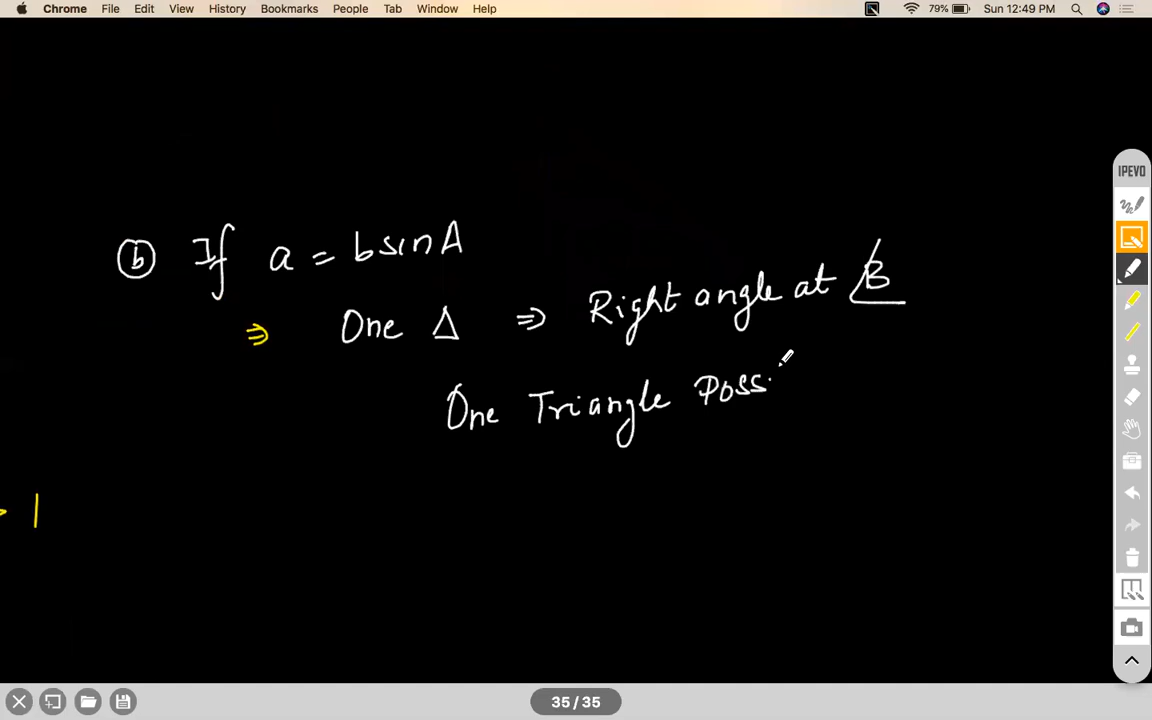 Chrome File Edit View History Bookmarks People Tab Window Help 79% Sun 12:49 PM
IPEVO
ⓑ If a = b sin A
⇒ One Δ ⇒ Right angle at B
One Triangle Poss.
> 1
35 / 35